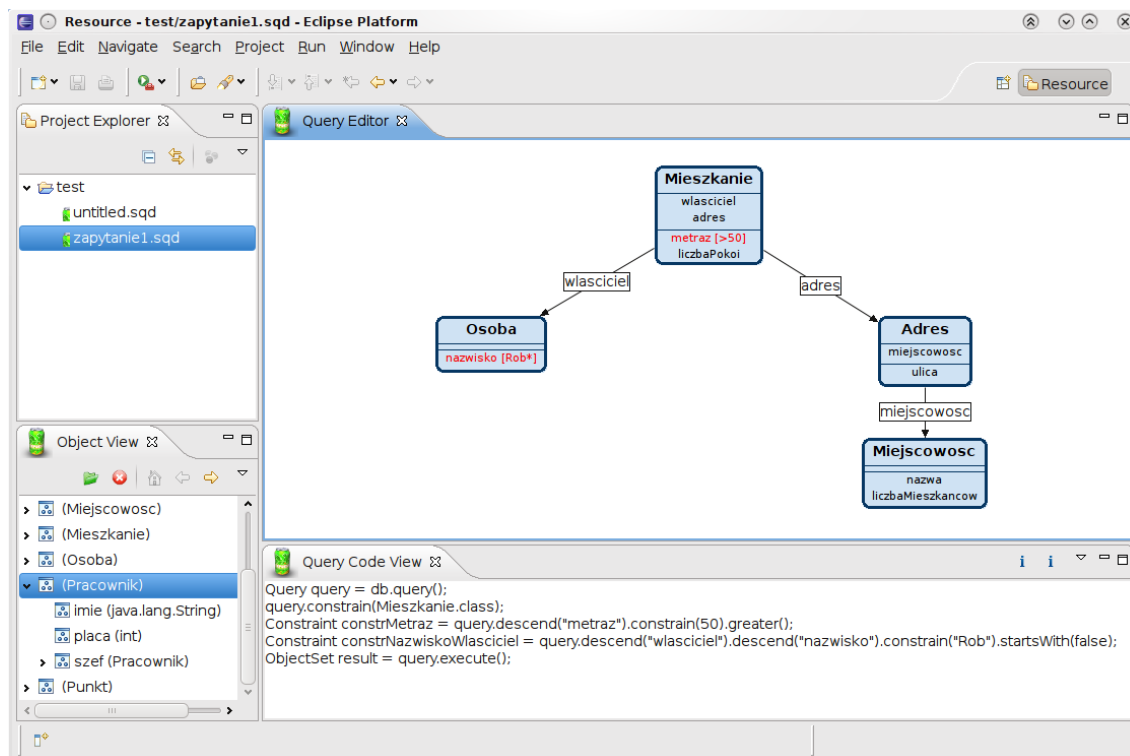 Resource - test/zapytanie1.sqd - Eclipse Platform
File Edit Navigate Search Project Run Window Help
Resource
Project Explorer
test
untitled.sqd
zapytanie1.sqd
Query Editor
Mieszkanie
wlasciciel
adres
metraz [>50]
liczbaPokoi
wlasciciel
adres
Osoba
nazwisko [Rob*]
Adres
miejscowosc
ulica
miejscowosc
Miejscowosc
nazwa
liczbaMieszkancow
Object View
(Miejscowosc)
(Mieszkanie)
(Osoba)
(Pracownik)
imie (java.lang.String)
placa (int)
szef (Pracownik)
(Punkt)
Query Code View
Query query = db.query();
query.constrain(Mieszkanie.class);
Constraint constrMetraz = query.descend("metraz").constrain(50).greater();
Constraint constrNazwiskoWlasciciel = query.descend("wlasciciel").descend("nazwisko").constrain("Rob").startsWith(false);
ObjectSet result = query.execute();